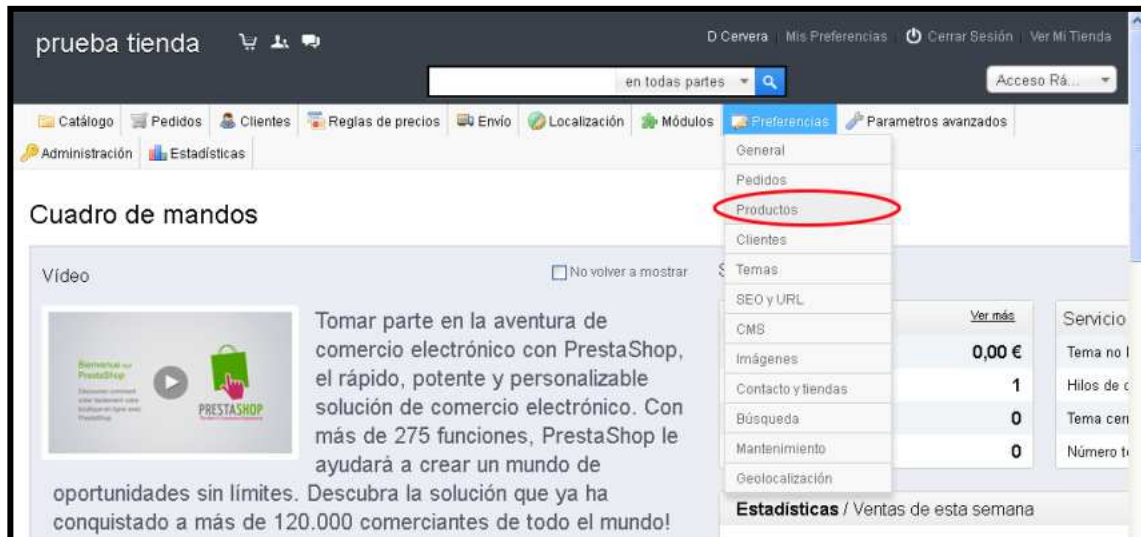 prueba tienda
D Cervera Mis Preferencias Cerrar Sesión Ver Mi Tienda
en todas partes
Acceso Rá...
Catálogo Pedidos Clientes Reglas de precios Envío Localización Módulos Preferencias Parametros avanzados
Administración Estadísticas
General
Pedidos
Productos
Clientes
Temas
SEO y URL
CMS
Imágenes
Contacto y tiendas
Búsqueda
Mantenimiento
Geolocalización
Cuadro de mandos
Vídeo
No volver a mostrar
Bienvenue sur
PrestaShop
PRESTASHOP
Tomar parte en la aventura de
comercio electrónico con PrestaShop,
el rápido, potente y personalizable
solución de comercio electrónico. Con
más de 275 funciones, PrestaShop le
ayudará a crear un mundo de
oportunidades sin límites. Descubra la solución que ya ha
conquistado a más de 120.000 comerciantes de todo el mundo!
Ver más
0,00 €
1
0
0
Servicio
Tema no
Hilos de
Tema
Número
Estadísticas / Ventas de esta semana